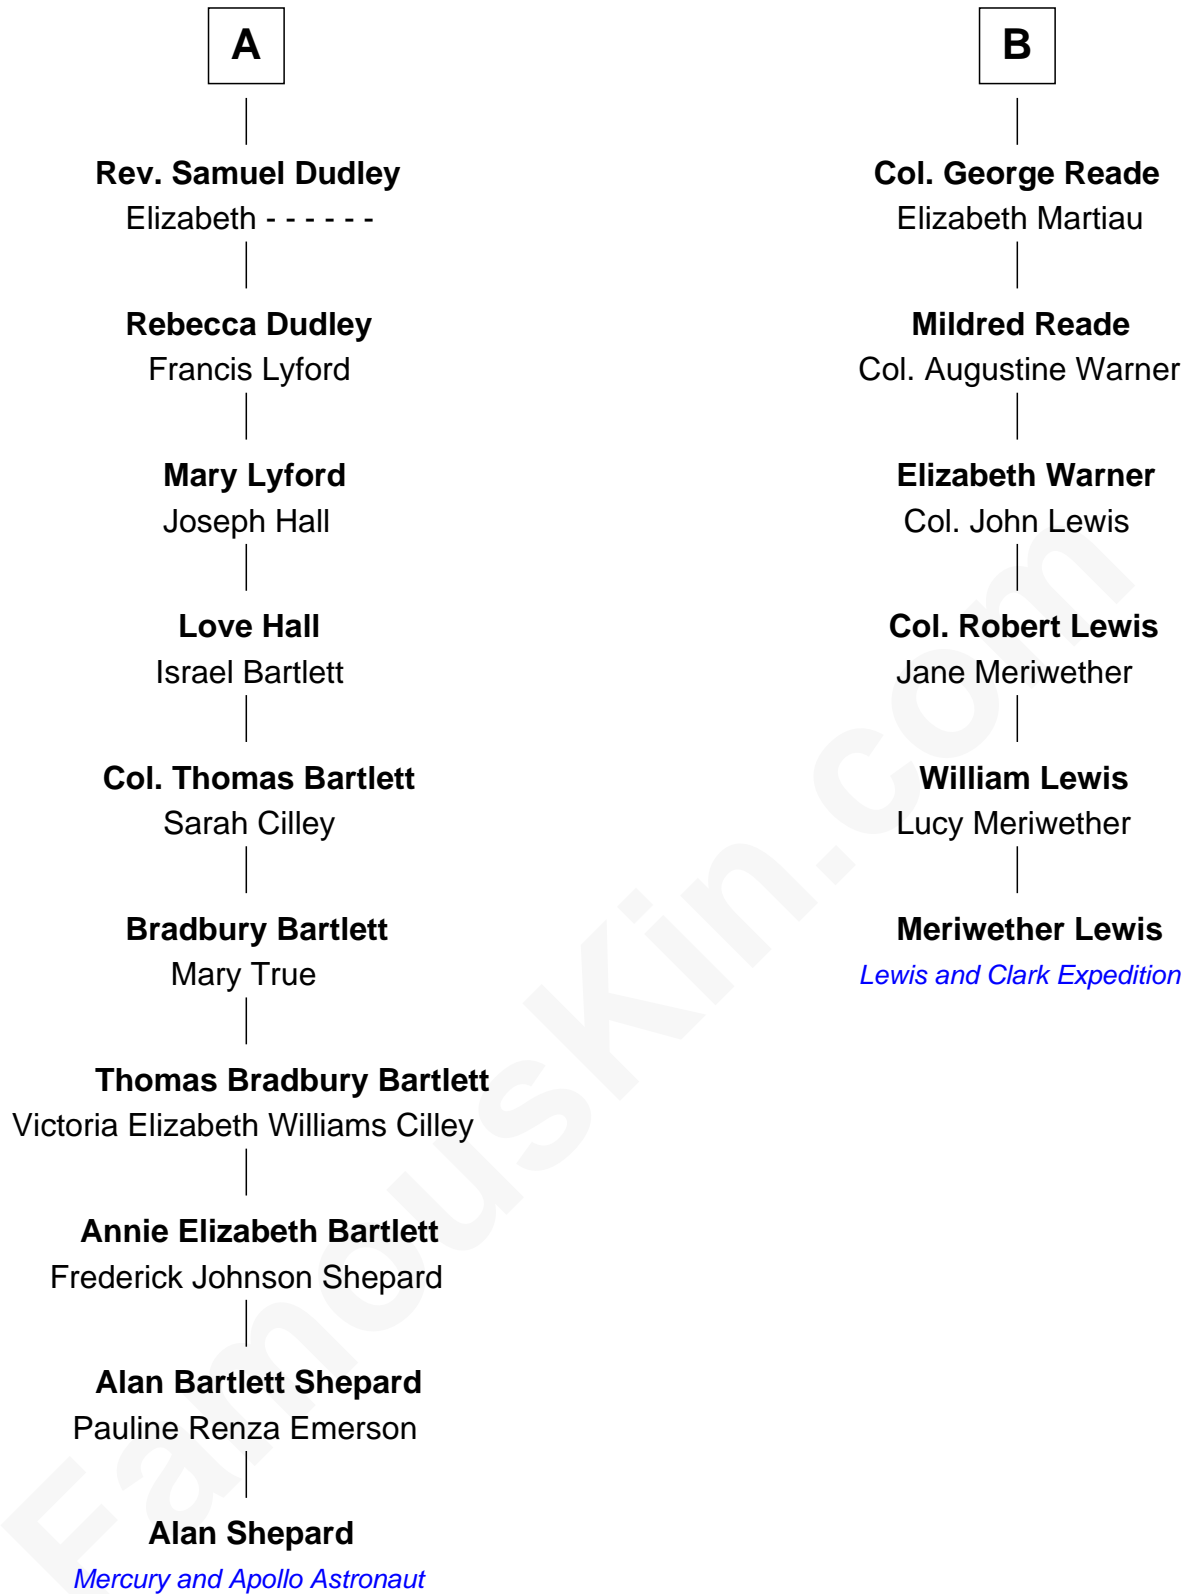 A
Rev. Samuel Dudley
Elizabeth - - - - - -
Rebecca Dudley
Francis Lyford
Mary Lyford
Joseph Hall
Love Hall
Israel Bartlett
Col. Thomas Bartlett
Sarah Cilley
Bradbury Bartlett
Mary True
Thomas Bradbury Bartlett
Victoria Elizabeth Williams Cilley
Annie Elizabeth Bartlett
Frederick Johnson Shepard
Alan Bartlett Shepard
Pauline Renza Emerson
Alan Shepard
Mercury and Apollo Astronaut
B
Col. George Reade
Elizabeth Martiau
Mildred Reade
Col. Augustine Warner
Elizabeth Warner
Col. John Lewis
Col. Robert Lewis
Jane Meriwether
William Lewis
Lucy Meriwether
Meriwether Lewis
Lewis and Clark Expedition
FamousKin.com